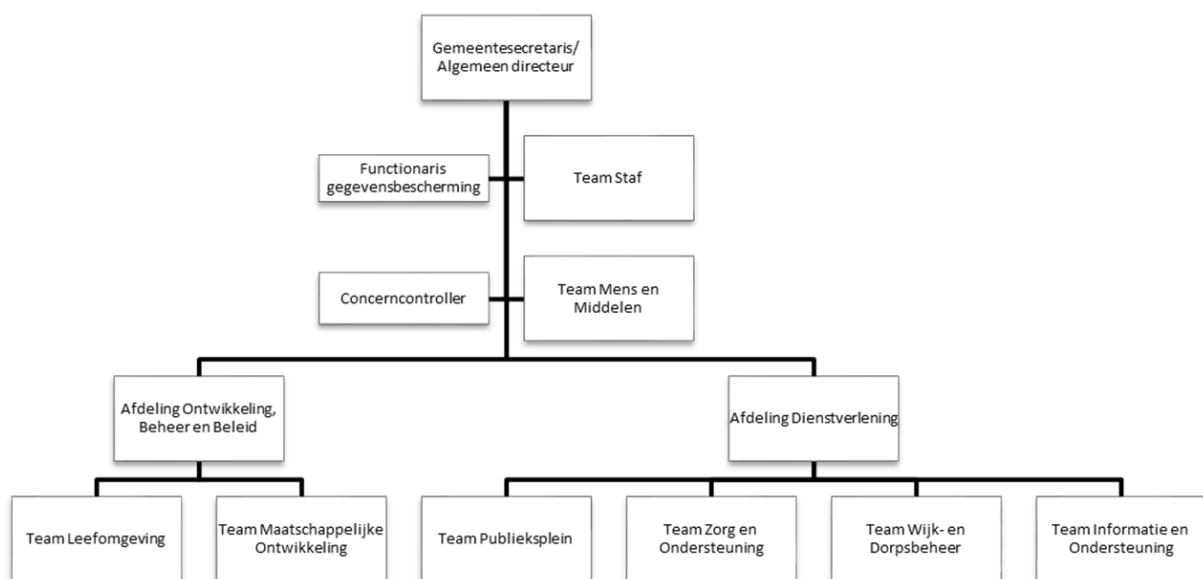 Gemeentesecretaris/
Algemeen directeur
Functionaris
gegevensbescherming
Team Staf
Concerncontroller
Team Mens en
Middelen
Afdeling Ontwikkeling,
Beheer en Beleid
Afdeling Dienstverlening
Team Leefomgeving
Team Maatschappelijke
Ontwikkeling
Team Publieksplein
Team Zorg en
Ondersteuning
Team Wijk- en
Dorpsbeheer
Team Informatie en
Ondersteuning